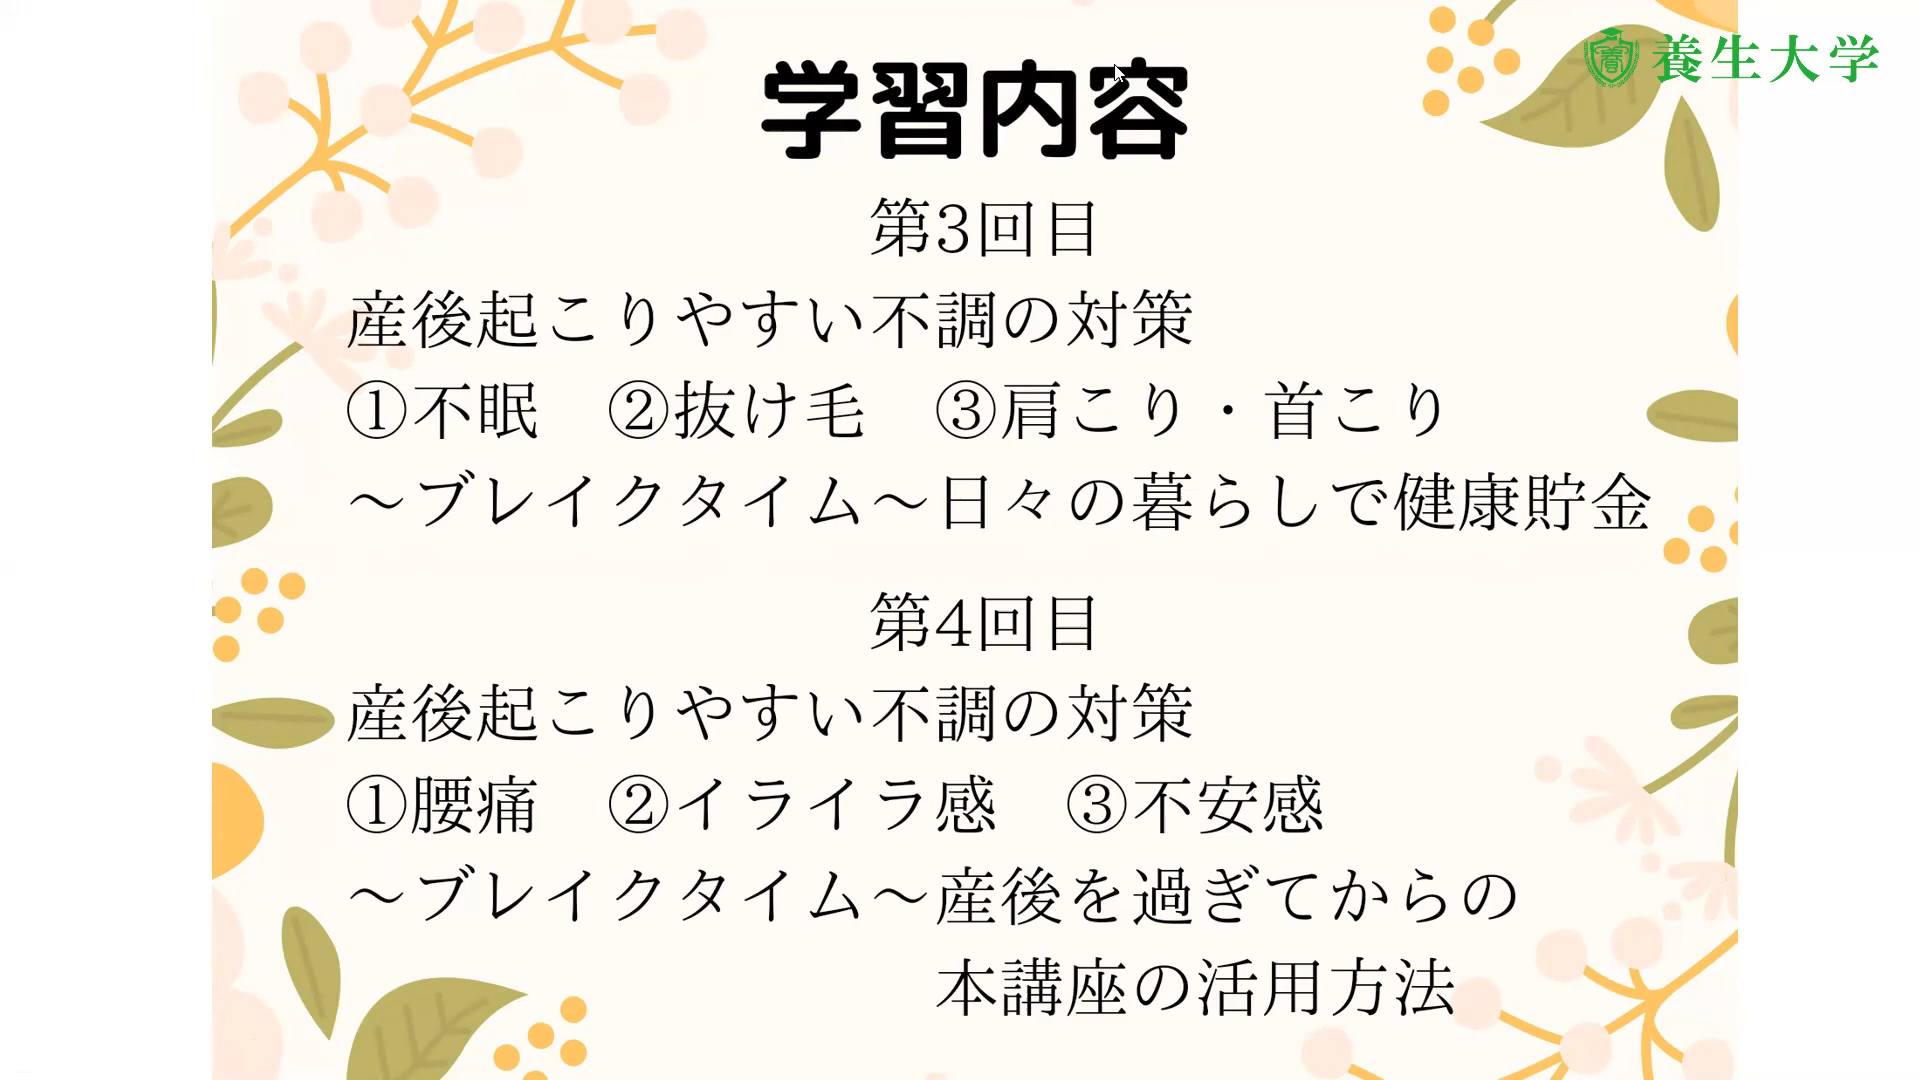 養生大学
学習内容
第3回目
産後起こりやすい不調の対策
①不眠　②抜け毛　③肩こり・首こり
～ブレイクタイム～日々の暮らしで健康貯金
第4回目
産後起こりやすい不調の対策
①腰痛　②イライラ感　③不安感
～ブレイクタイム～産後を過ぎてからの
本講座の活用方法